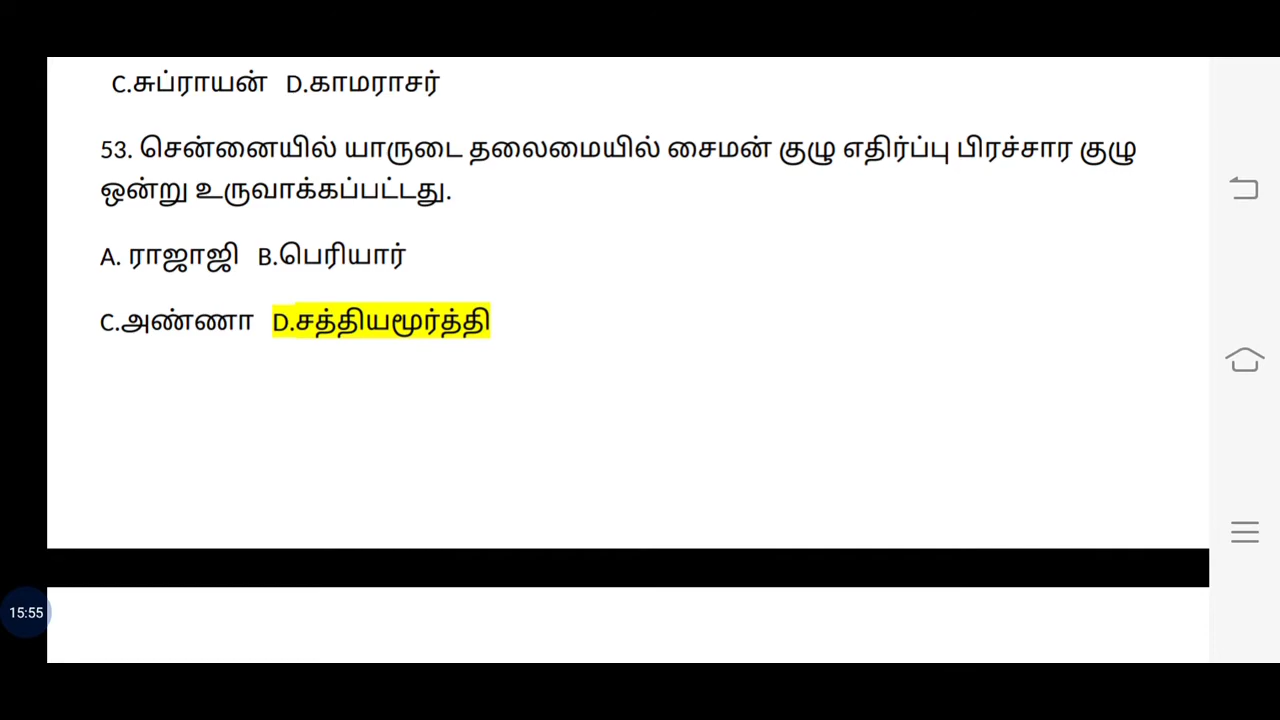 C.சுப்ராயன் D.காமராசர்
53. சென்னையில் யாருடை தலைமையில் சைமன் குழு எதிர்ப்பு பிரச்சார குழு
ஒன்று உருவாக்கப்பட்டது.
A. ராஜாஜி B.பெரியார்
C.அண்ணா D.சத்தியமூர்த்தி
15:55